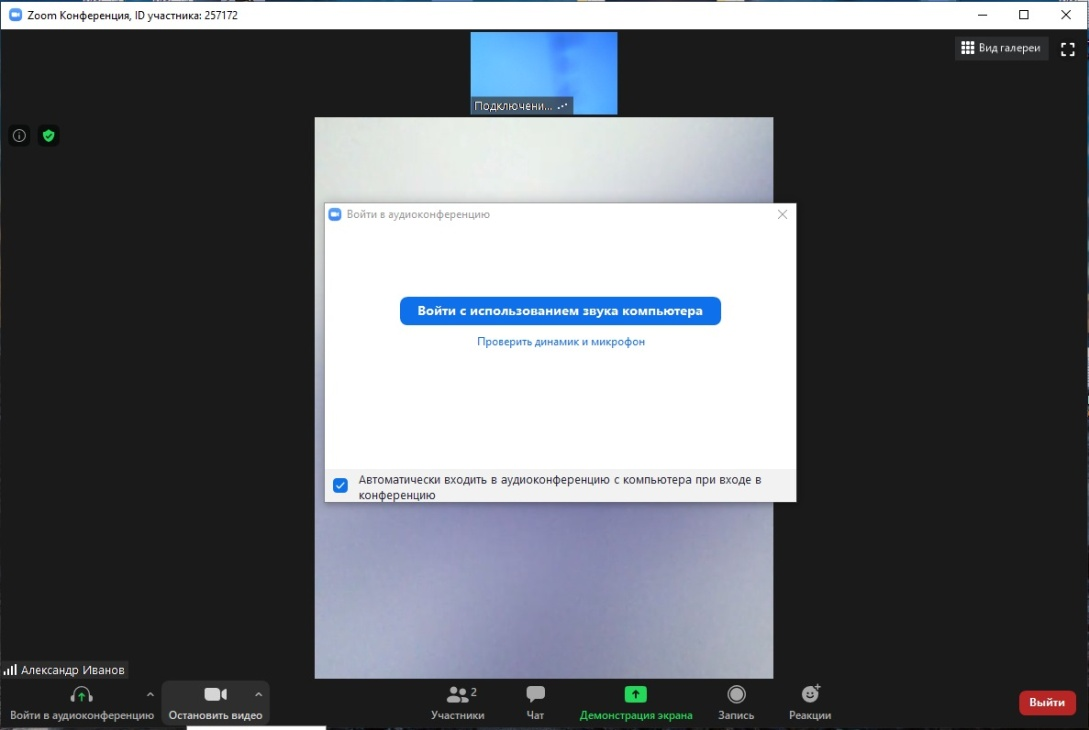 Zoom Конференция, ID участника: 257172
Вид галереи
Подключени...
Войти в аудиоконференцию
Войти с использованием звука компьютера
Проверить динамик и микрофон
Автоматически входить в аудиоконференцию с компьютера при входе в
конференцию
Александр Иванов
Войти в аудиоконференцию
Остановить видео
2
Участники
Чат
Демонстрация экрана
Запись
Реакции
Выйти